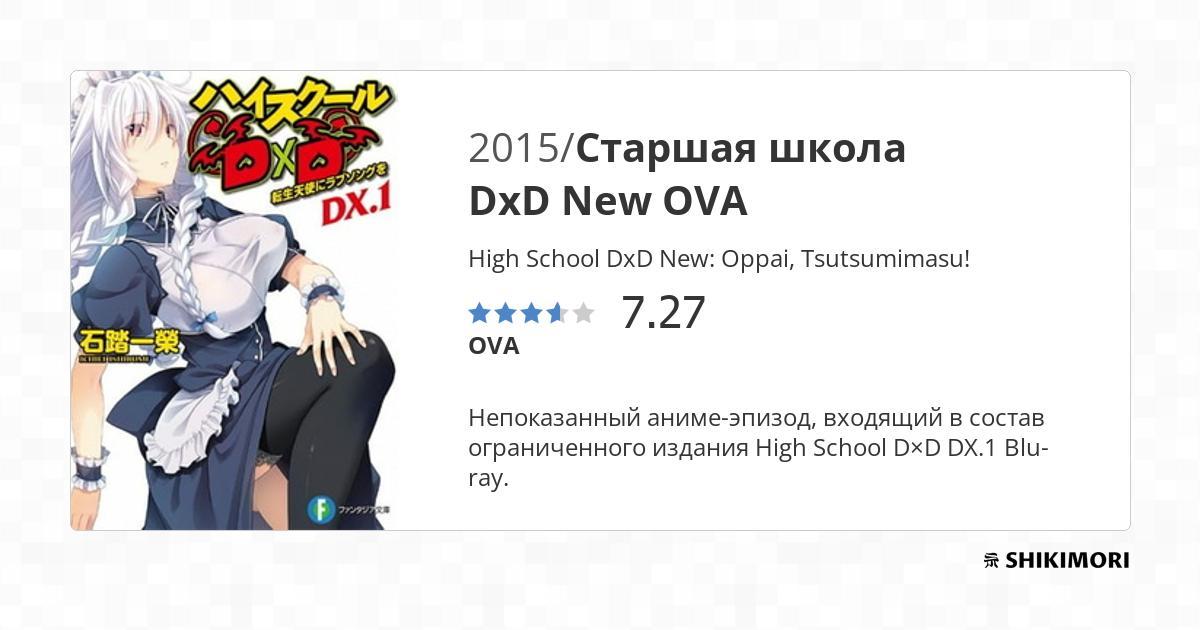 ハイスクール
D×D
転生天使にラブソングを
DX.1
石踏一榮
ICHIEI ISHIBUMI
ファンタジア文庫
2015/Старшая школа
DxD New OVA
High School DxD New: Oppai, Tsutsumimasu!
7.27
OVA
Непоказанный аниме-эпизод, входящий в состав
ограниченного издания High School D×D DX.1 Blu-
ray.
SHIKIMORI